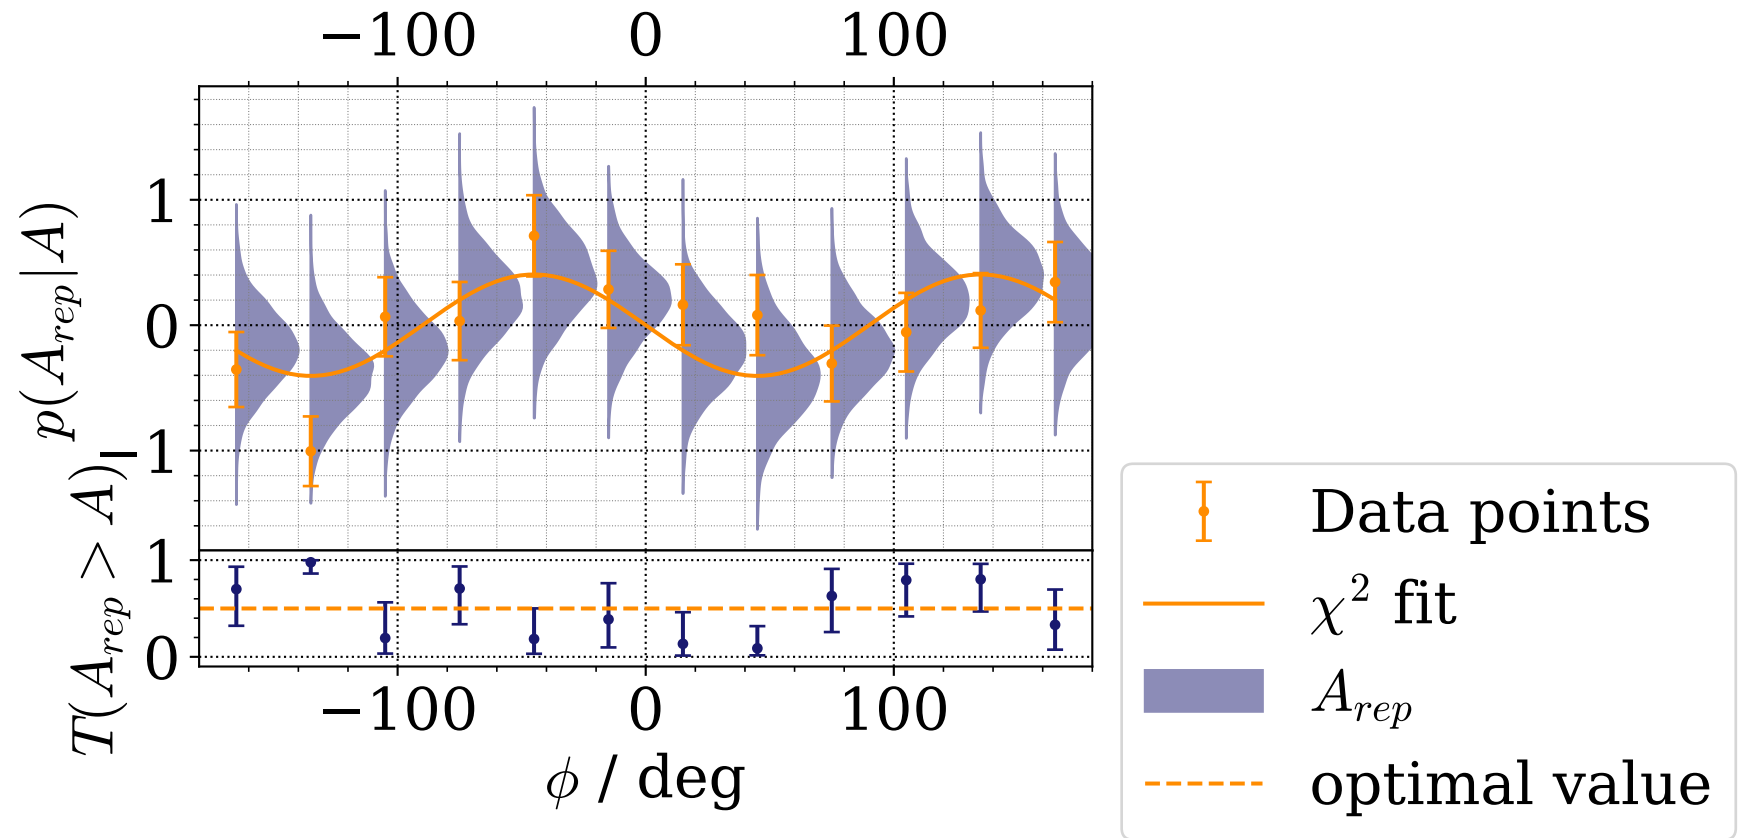 −100 0 100
p(A_rep|A)
1
0
−1
T(A_rep > A)
1
0
−100 0 100
ϕ / deg
Data points
χ² fit
A_rep
optimal value